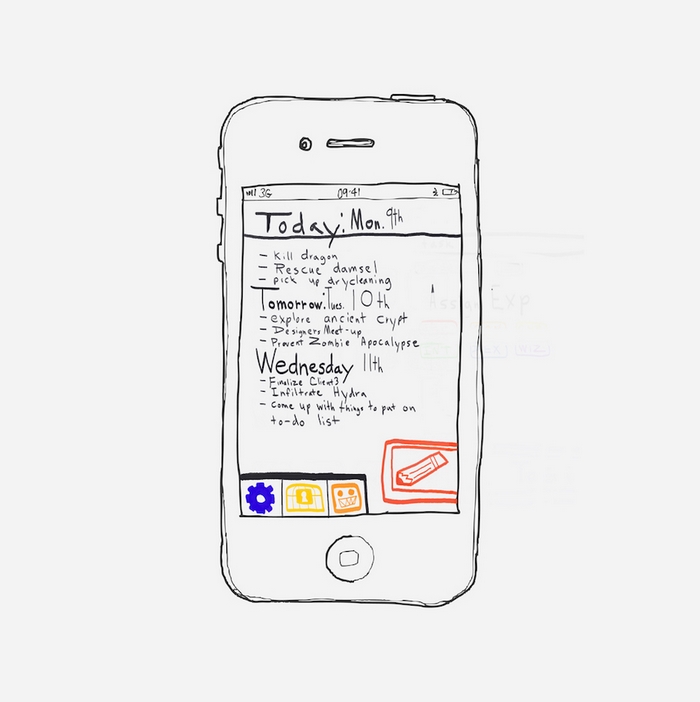 3G 09:41
Today: Mon. 9th
- Kill dragon
- Rescue damsel
- pick up drycleaning
Tomorrow: Tues. 10th
- explore ancient crypt
- Designers Meet-up
- Prevent Zombie Apocalypse
Wednesday 11th
- Finalize Client3
- Infiltrate Hydra
- come up with things to put on
to-do list
Assign Exp